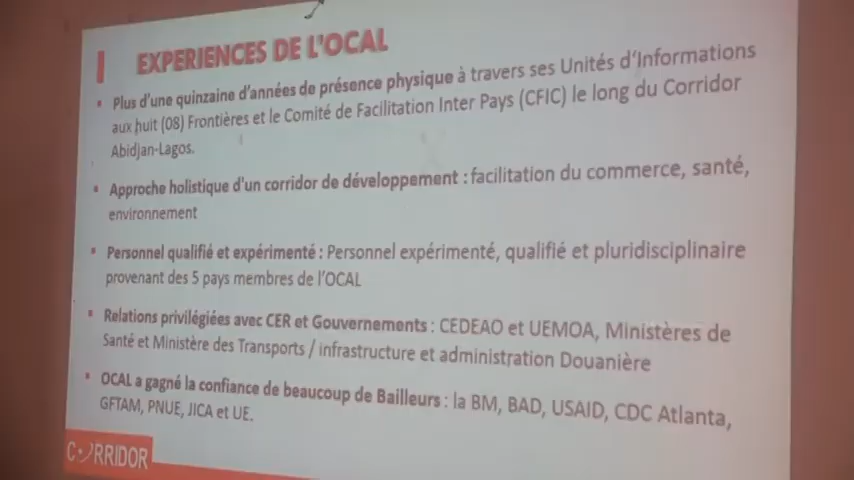 EXPERIENCES DE L'OCAL
▪ Plus d'une quinzaine d'années de présence physique à travers ses Unités d'Informations
aux huit (08) Frontières et le Comité de Facilitation Inter Pays (CFIC) le long du Corridor
Abidjan-Lagos.
▪ Approche holistique d'un corridor de développement : facilitation du commerce, santé,
environnement
▪ Personnel qualifié et expérimenté : Personnel expérimenté, qualifié et pluridisciplinaire
provenant des 5 pays membres de l'OCAL
▪ Relations privilégiées avec CER et Gouvernements : CEDEAO et UEMOA, Ministères de
Santé et Ministère des Transports / infrastructure et administration Douanière
▪ OCAL a gagné la confiance de beaucoup de Bailleurs : la BM, BAD, USAID, CDC Atlanta,
GFTAM, PNUE, JICA et UE.
CORRIDOR